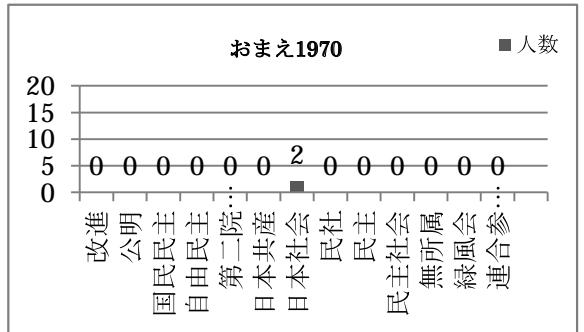 おまえ1970
人数
20
15
10
5
0
0 0 0 0 0 0 2 0 0 0 0 0 0
改進
公明
国民民主
自由民主
第二院…
日本共産
日本社会
民社
民主
民主社会
無所属
緑風会
連合参…